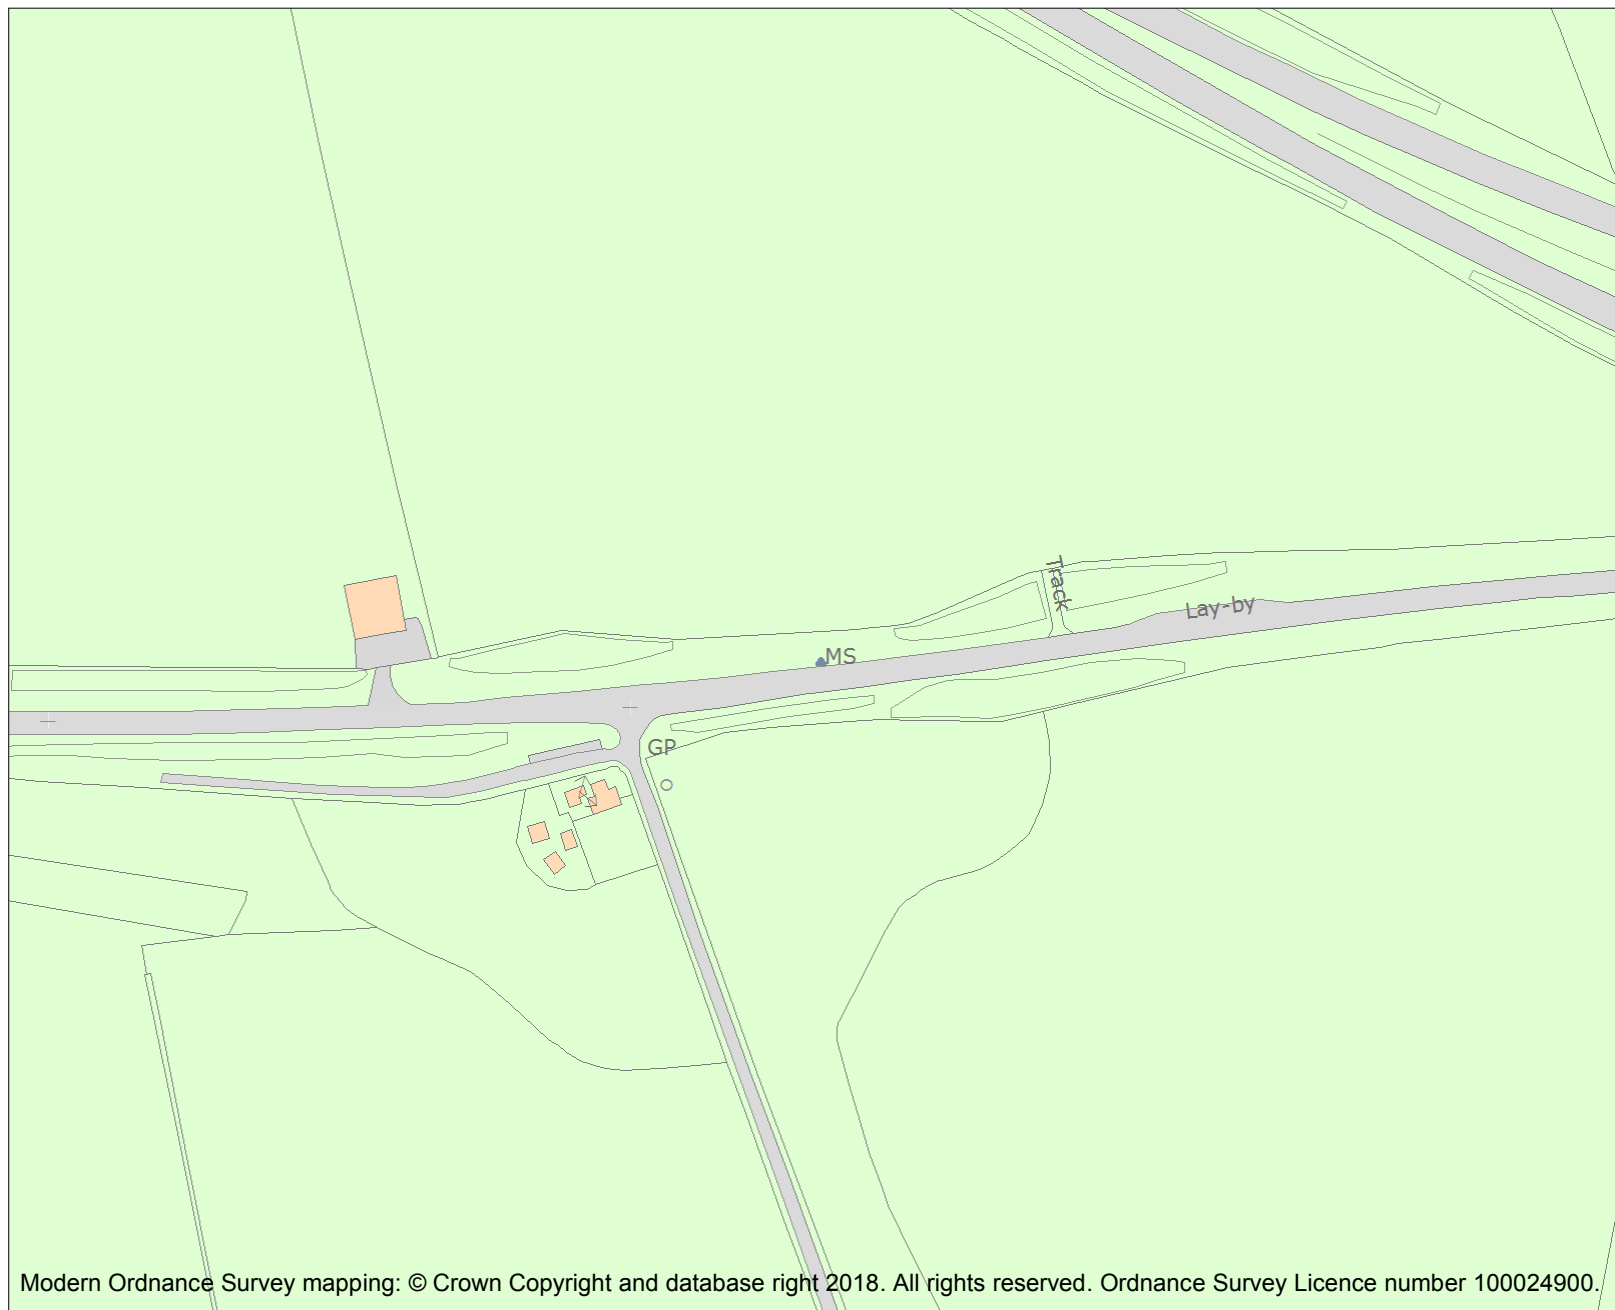 Track
Lay-by
MS
GP
Modern Ordnance Survey mapping: © Crown Copyright and database right 2018. All rights reserved. Ordnance Survey Licence number 100024900.